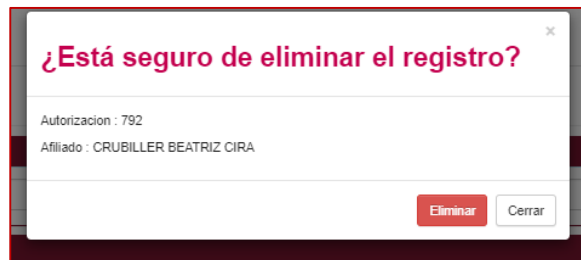 ×
¿Está seguro de eliminar el registro?
Autorizacion : 792
Afiliado : CRUBILLER BEATRIZ CIRA
Eliminar Cerrar